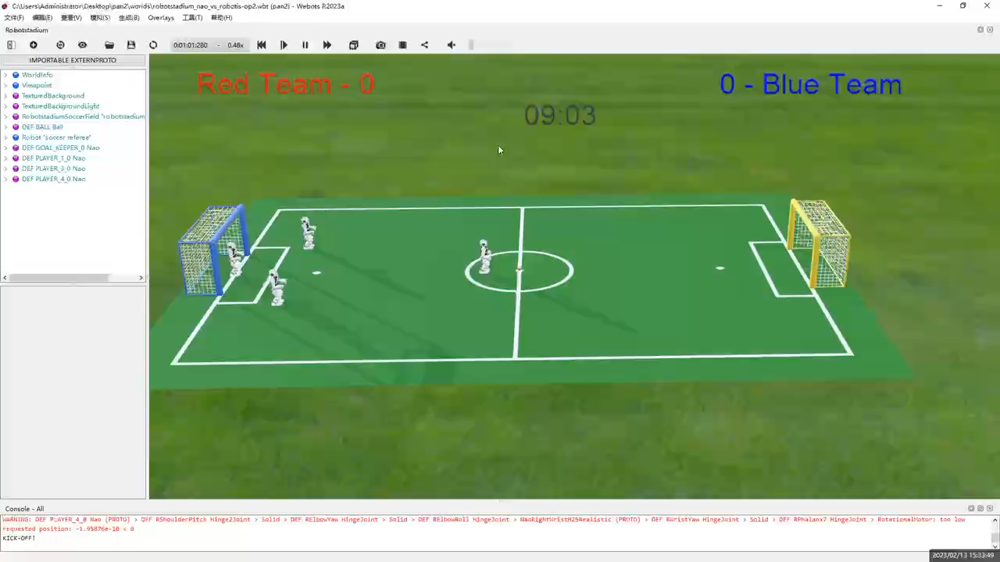 C:\Users\Administrator\Desktop\pan2\worlds\robotstadium_nao_vs_robotis-op2.wbt (pan2) - Webots R2023a
文件(F) 编辑(E) 查看(V) 模拟(S) 生成(B) Overlays 工具(T) 帮助(H)
Robotstadium
0:01:01:280 - 0.48x
IMPORTABLE EXTERNPROTO
WorldInfo
Viewpoint
TexturedBackground
TexturedBackgroundLight
RobotstadiumSoccerField "robotstadium
DEF BALL Ball
Robot "soccer referee"
DEF GOAL_KEEPER_0 Nao
DEF PLAYER_1_0 Nao
DEF PLAYER_3_0 Nao
DEF PLAYER_4_0 Nao
Red Team - 0
0 - Blue Team
09:03
Console - All
WARNING: DEF PLAYER_4_0 Nao (PROTO) > DEF RShoulderPitch HingeJoint > Solid > DEF RElbowYaw HingeJoint > Solid > DEF RElbowRoll HingeJoint > NaoRightWristH25Realistic (PROTO) > DEF RWristYaw HingeJoint > Solid > DEF RPhalanx7 HingeJoint > RotationalMotor: too low
requested position: -1.95876e-10 < 0
KICK-OFF!
2023/02/13 15:33:49